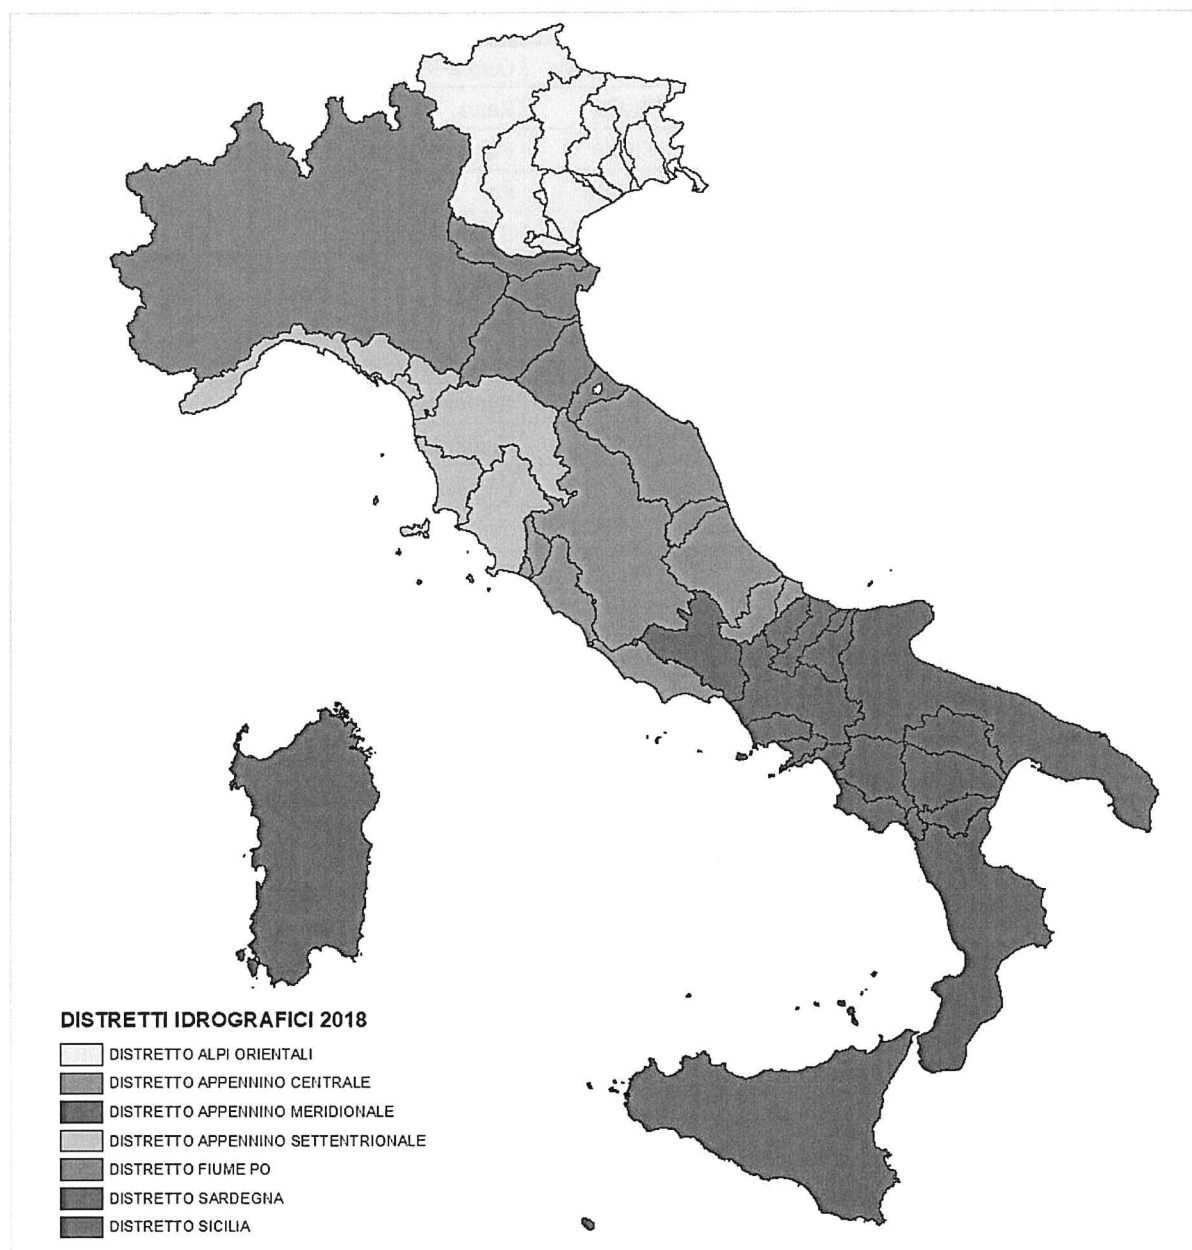 DISTRETTI IDROGRAFICI 2018
DISTRETTO ALPI ORIENTALI
DISTRETTO APPENNINO CENTRALE
DISTRETTO APPENNINO MERIDIONALE
DISTRETTO APPENNINO SETTENTRIONALE
DISTRETTO FIUME PO
DISTRETTO SARDEGNA
DISTRETTO SICILIA